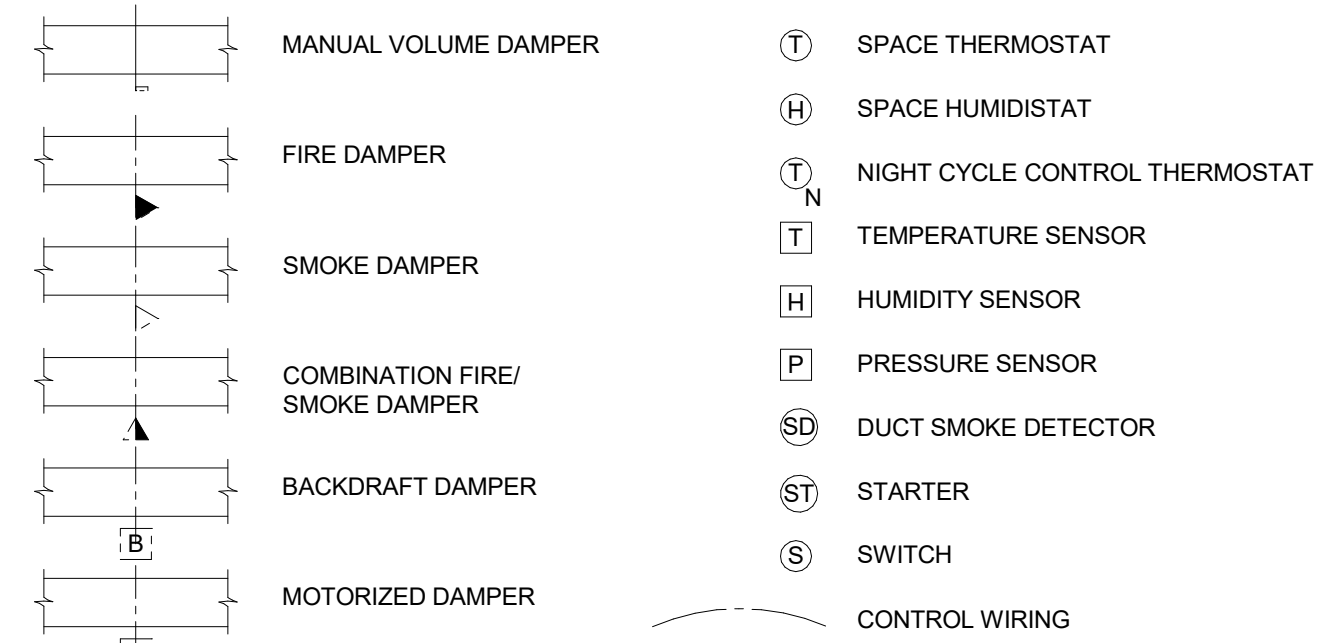 MANUAL VOLUME DAMPER
FIRE DAMPER
SMOKE DAMPER
COMBINATION FIRE/
SMOKE DAMPER
BACKDRAFT DAMPER
B
MOTORIZED DAMPER
T SPACE THERMOSTAT
H SPACE HUMIDISTAT
T NIGHT CYCLE CONTROL THERMOSTAT
N
T TEMPERATURE SENSOR
H HUMIDITY SENSOR
P PRESSURE SENSOR
SD DUCT SMOKE DETECTOR
ST STARTER
S SWITCH
CONTROL WIRING